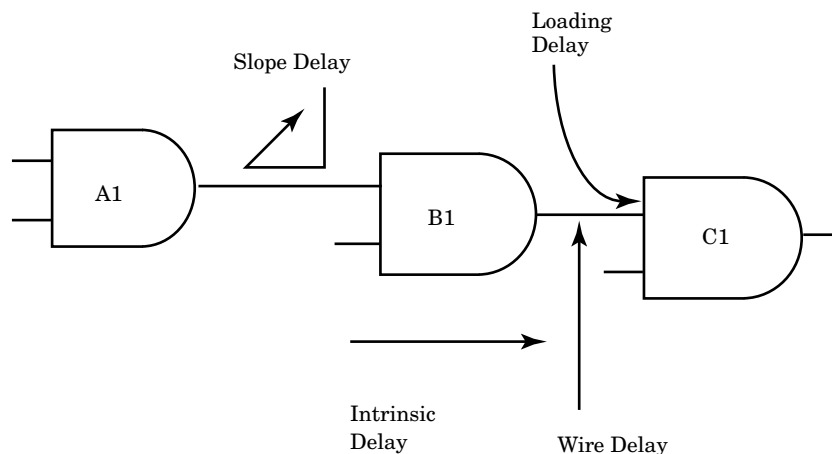 Loading
Delay
Slope Delay
A1
B1
C1
Intrinsic
Delay
Wire Delay